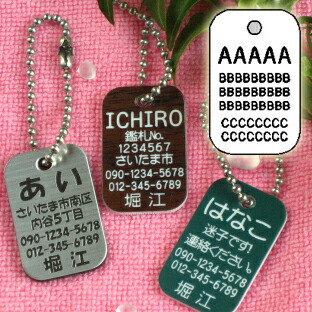 あい
さいたま市南区
内谷5丁目
090-1234-5678
012-345-6789
堀江
ICHIRO
鑑札No.
1234567
さいたま市
090-1234-5678
012-345-6789
堀江
はなこ
迷子です!
連絡ください。
090-1234-5678
012-345-6789
堀江
AAAAA
BBBBBBBBB
BBBBBBBBB
BBBBBBBBB
CCCCCCCC
CCCCCCCC